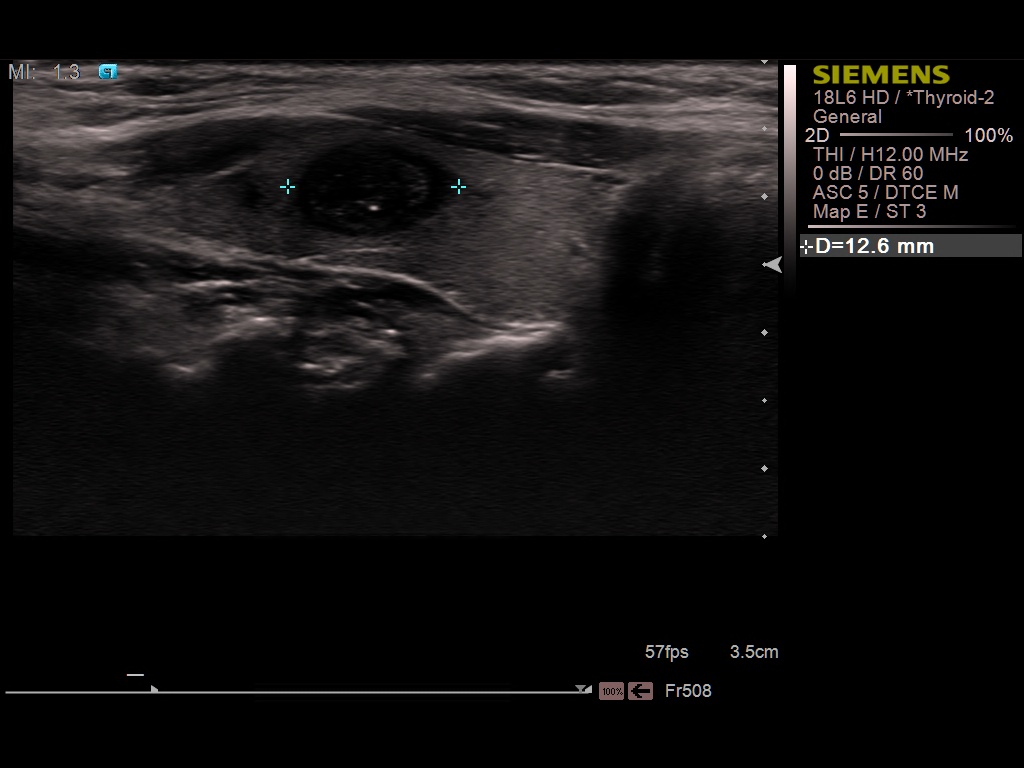 MI: 1.3
SIEMENS
18L6 HD / *Thyroid-2
General
2D 100%
THI / H12.00 MHz
0 dB / DR 60
ASC 5 / DTCE M
Map E / ST 3
D=12.6 mm
57fps 3.5cm
100% Fr508